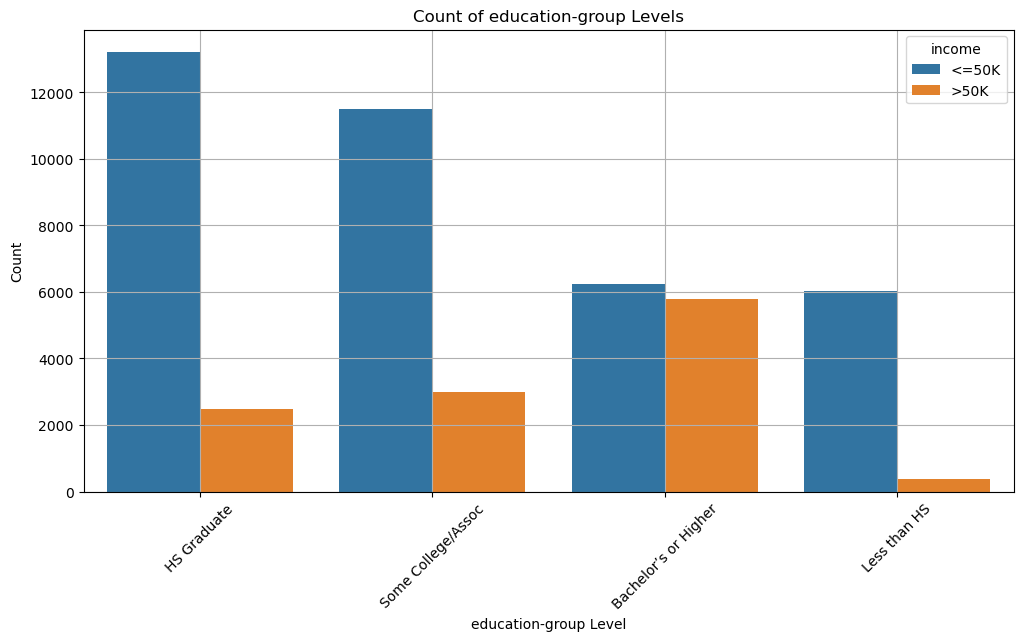 Count of education-group Levels
income
<=50K
>50K
12000
10000
8000
6000
4000
2000
0
Count
HS Graduate
Some College/Assoc
Bachelor’s or Higher
Less than HS
education-group Level